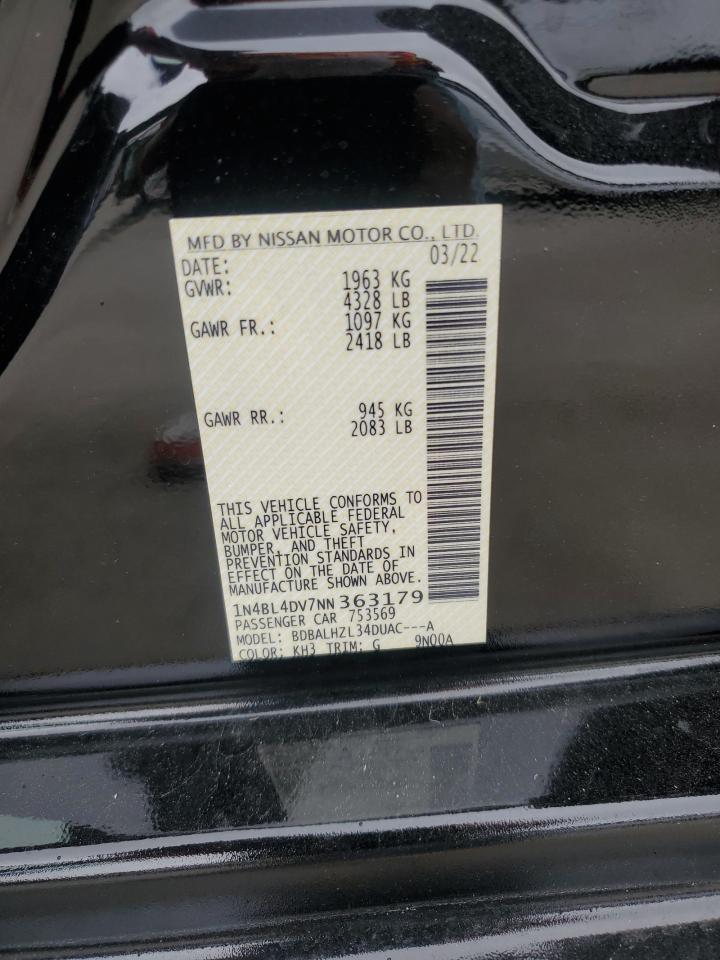 MFD BY NISSAN MOTOR CO., LTD.
DATE: 03/22
GVWR: 1963 KG
4328 LB
GAWR FR.: 1097 KG
2418 LB
GAWR RR.: 945 KG
2083 LB
THIS VEHICLE CONFORMS TO
ALL APPLICABLE FEDERAL
MOTOR VEHICLE SAFETY,
BUMPER, AND THEFT
PREVENTION STANDARDS IN
EFFECT ON THE DATE OF
MANUFACTURE SHOWN ABOVE.
1N4BL4DV7NN363179
PASSENGER CAR 753569
MODEL: BDBALHZL34DUAC---A
COLOR: KH3 TRIM: G 9N00A